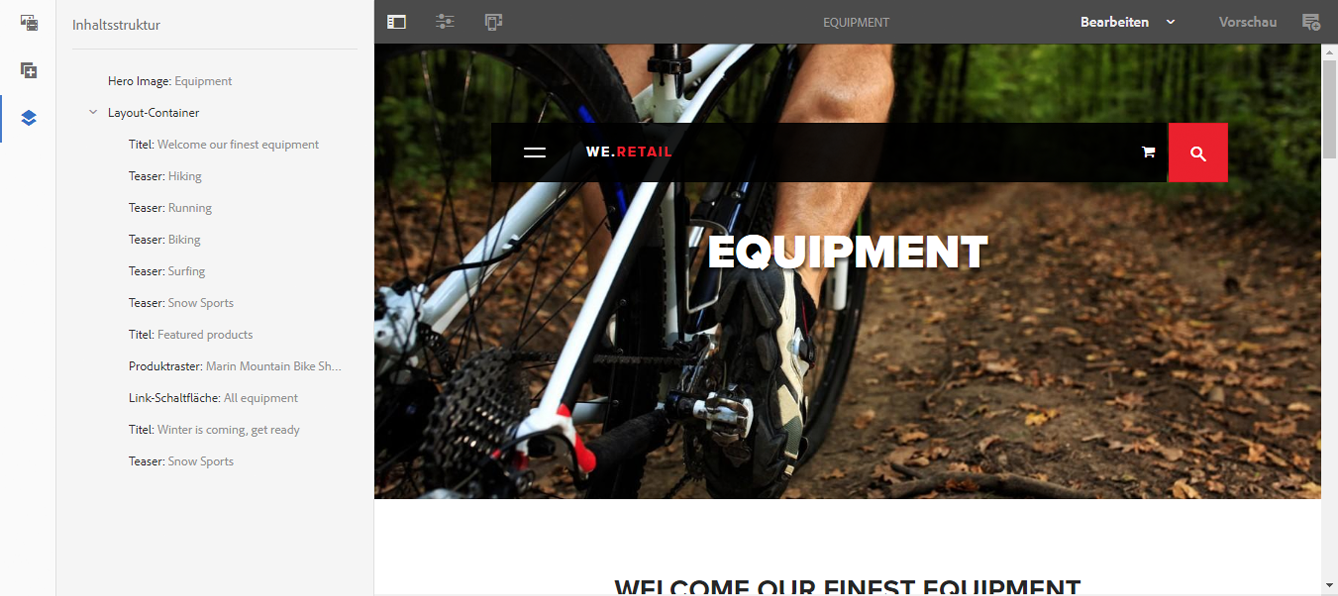 Inhaltsstruktur
Hero Image: Equipment
Layout-Container
Titel: Welcome our finest equipment
Teaser: Hiking
Teaser: Running
Teaser: Biking
Teaser: Surfing
Teaser: Snow Sports
Titel: Featured products
Produktraster: Marin Mountain Bike Sh...
Link-Schaltfläche: All equipment
Titel: Winter is coming, get ready
Teaser: Snow Sports
EQUIPMENT
Bearbeiten
Vorschau
WE.RETAIL
EQUIPMENT
WELCOME OUR FINEST EQUIPMENT